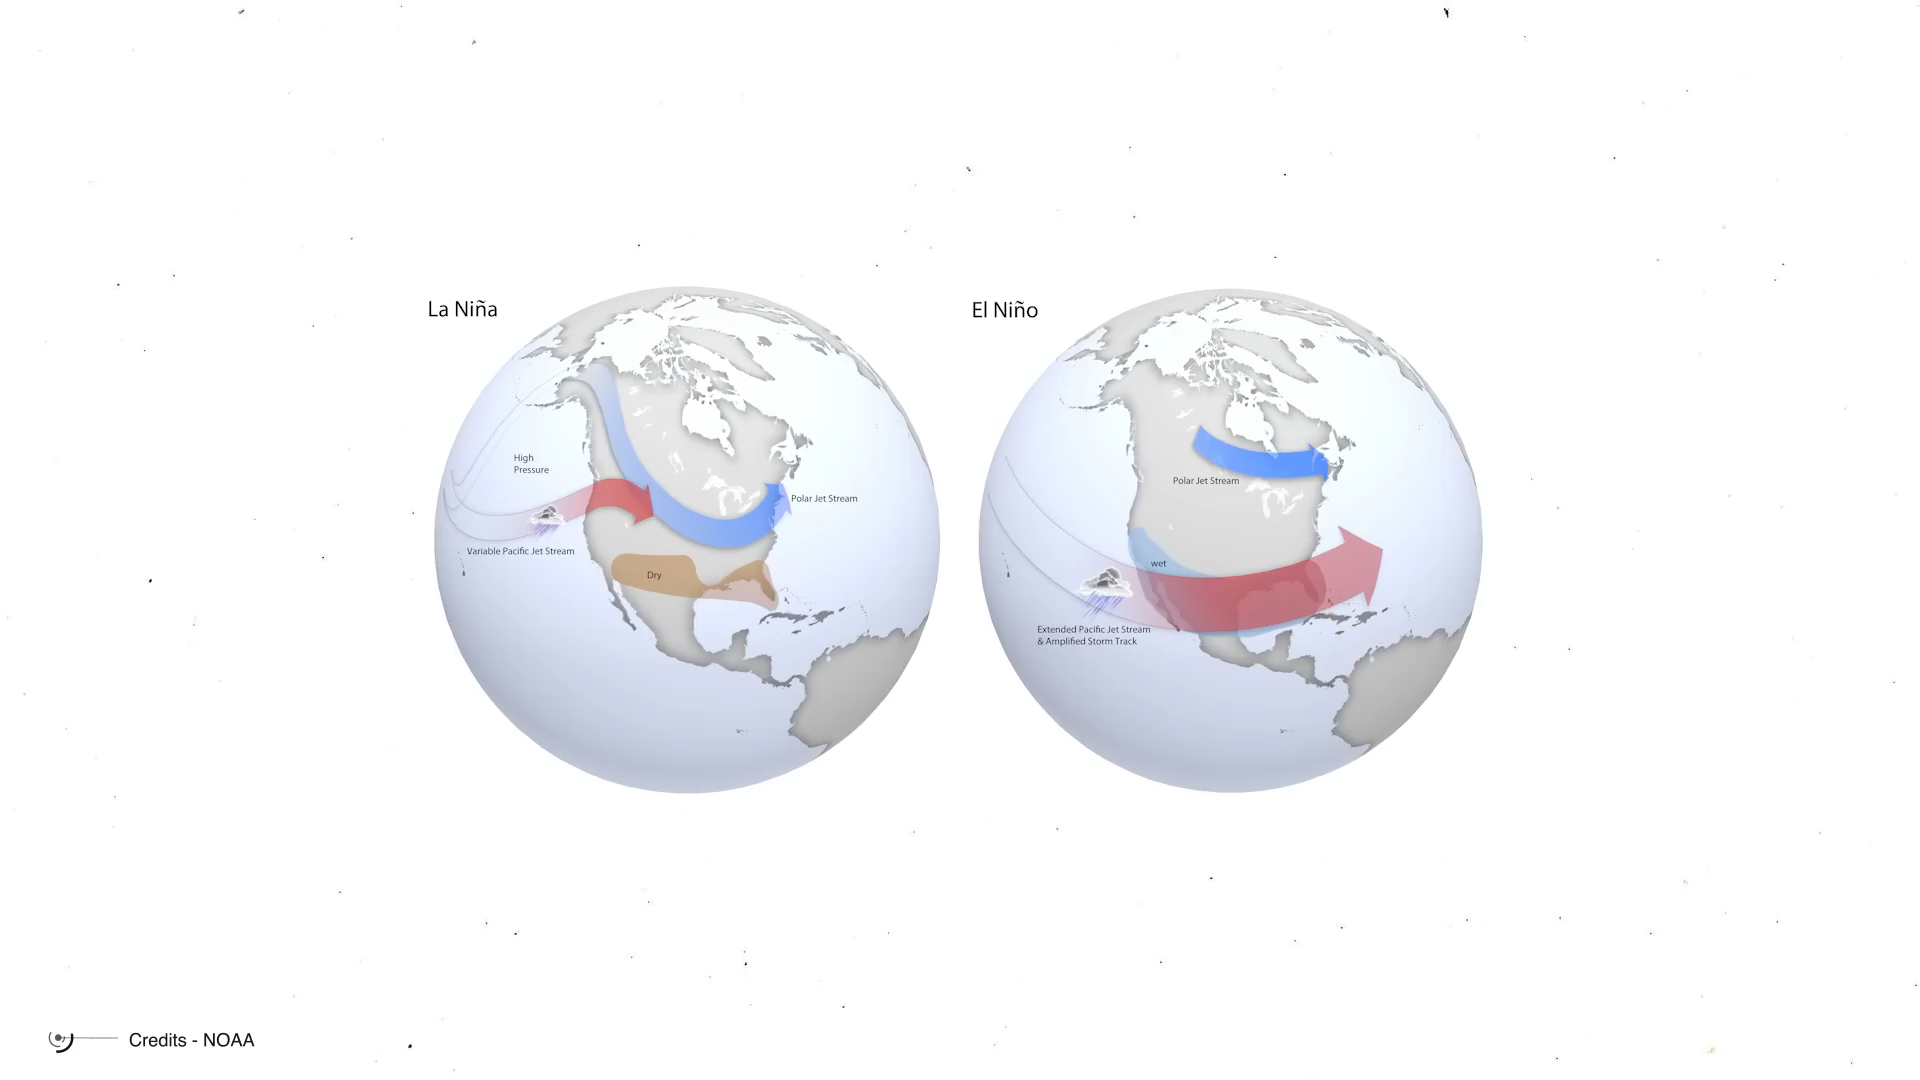 La Niña
High
Pressure
Polar Jet Stream
Variable Pacific Jet Stream
Dry
El Niño
Polar Jet Stream
wet
Extended Pacific Jet Stream
& Amplified Storm Track
Credits - NOAA